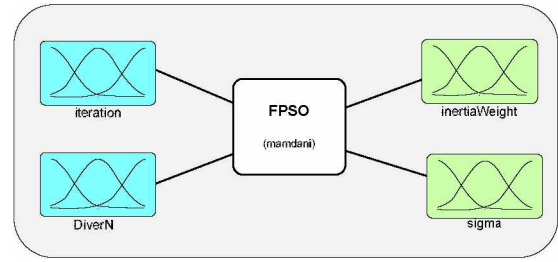 iteration
DiverN
FPSO
(mamdani)
inertiaWeight
sigma